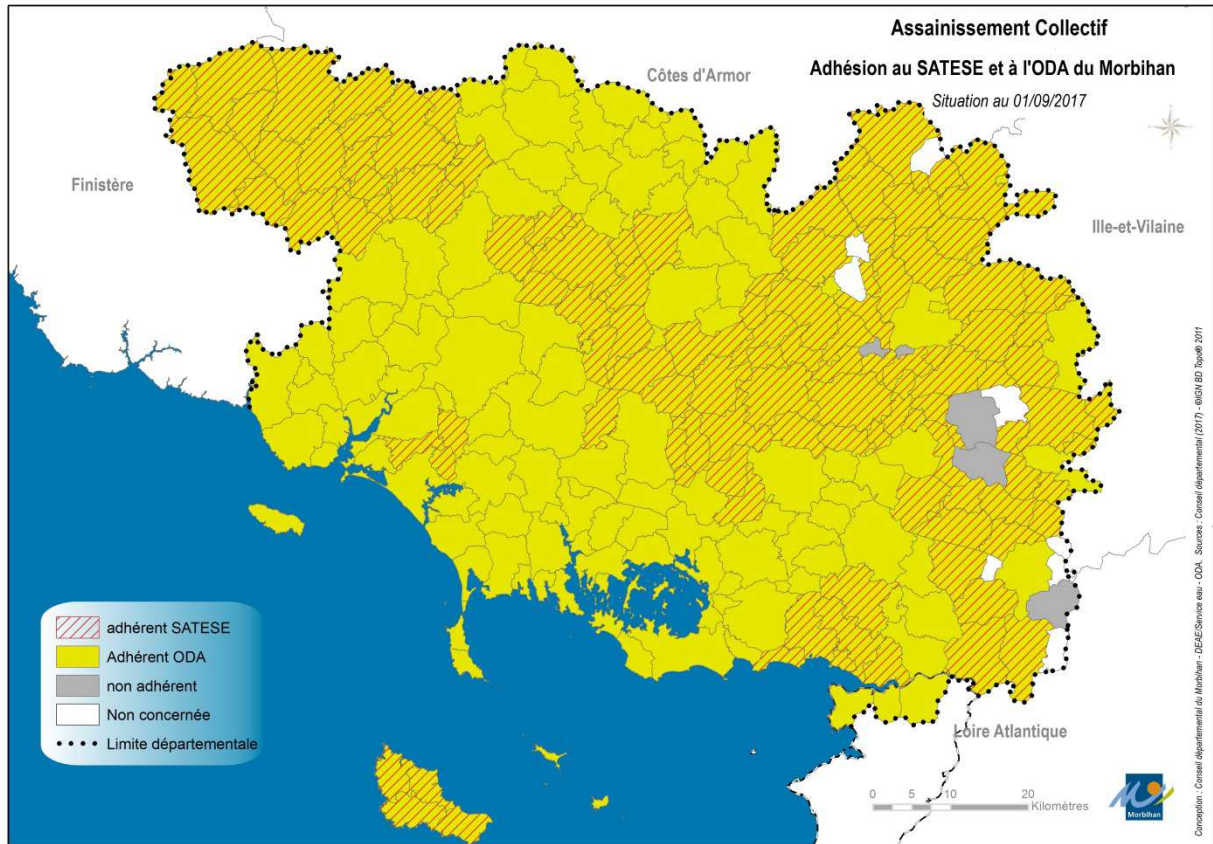 Assainissement Collectif
Adhésion au SATESE et à l'ODA du Morbihan
Situation au 01/09/2017
Côtes d'Armor
Finistère
Ille-et-Vilaine
Loire Atlantique
adhérent SATESE
Adhérent ODA
non adhérent
Non concernée
Limite départementale
0 5 10 20
Kilomètres
Morbihan
Conception : Conseil départemental du Morbihan - DEAE/Service eau - ODA. Sources : Conseil départemental (2017) - ©IGN BD Topo® 2011